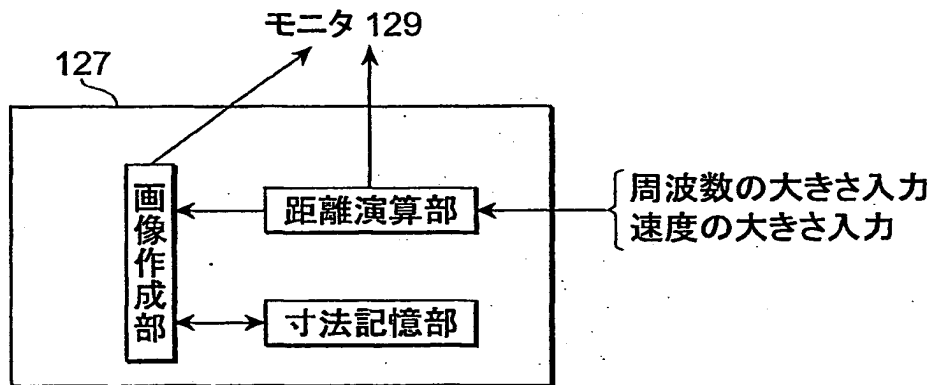 モニタ 129
127
画像作成部
距離演算部
周波数の大きさ入力
速度の大きさ入力
寸法記憶部